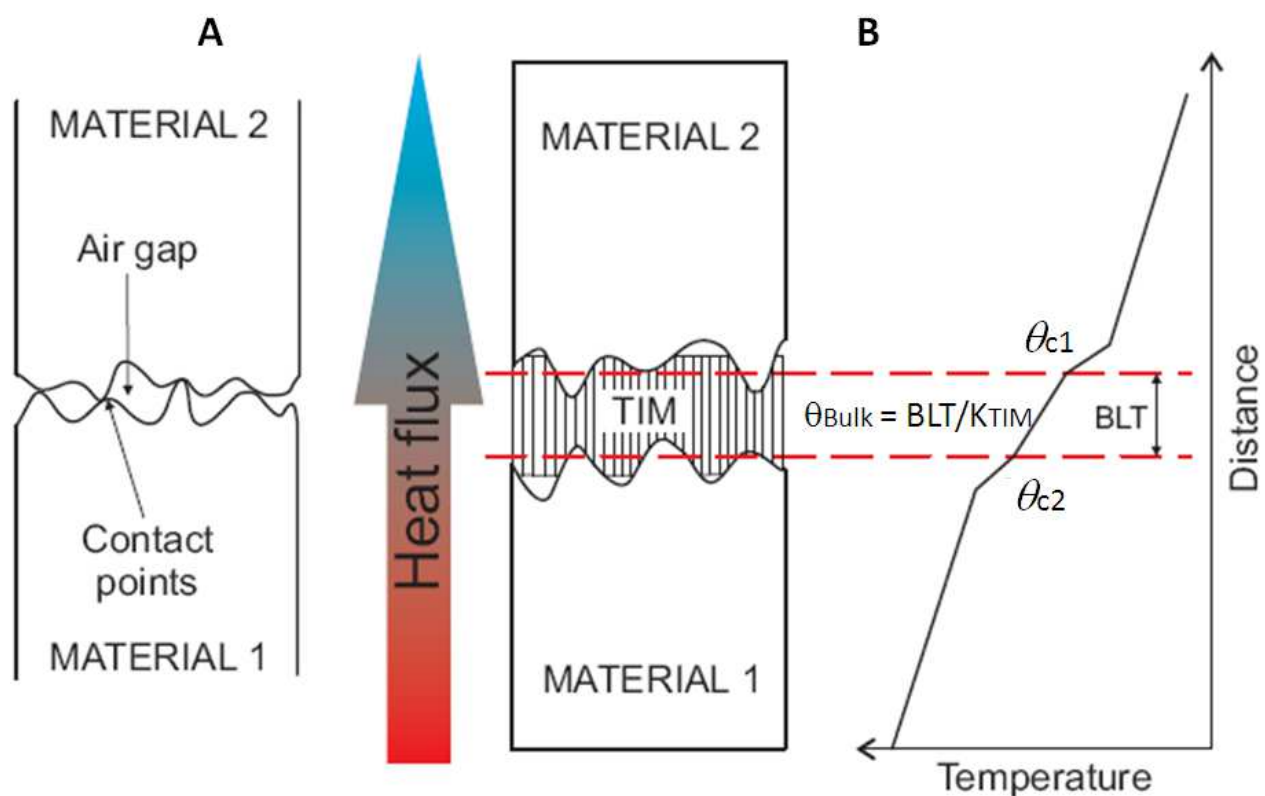 A
B
MATERIAL 2
Air gap
Contact
points
MATERIAL 1
Heat flux
MATERIAL 2
TIM
MATERIAL 1
θc1
θBulk = BLT/KTIM
BLT
θc2
Distance
Temperature